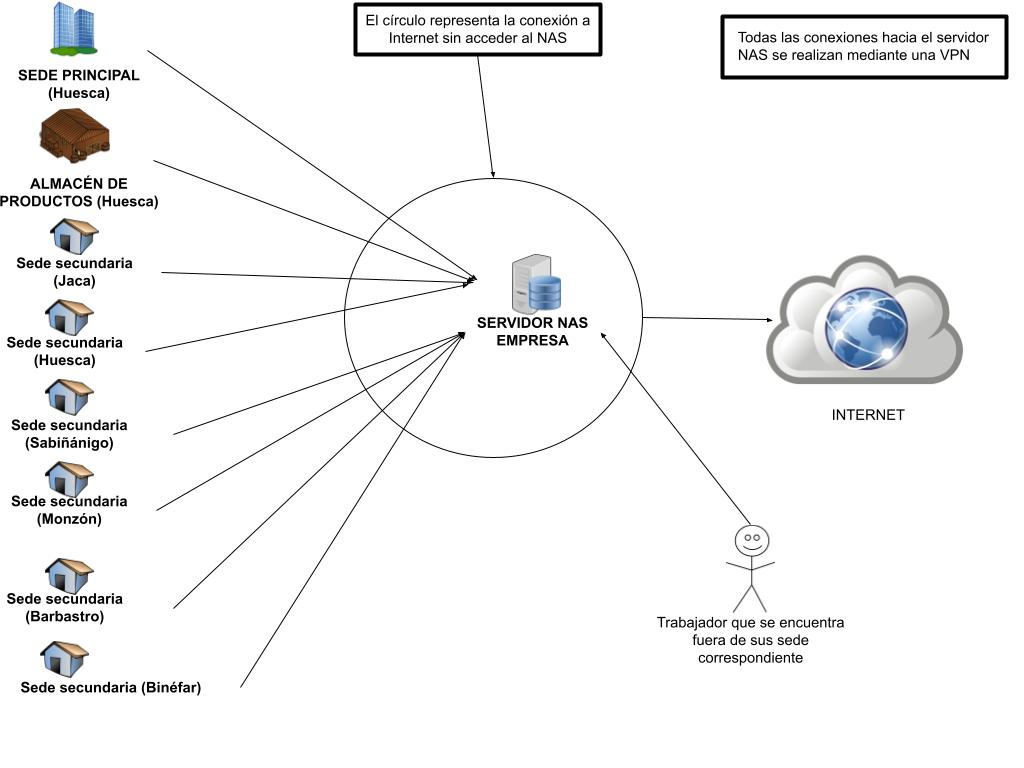 El círculo representa la conexión a
Internet sin acceder al NAS
Todas las conexiones hacia el servidor
NAS se realizan mediante una VPN
SEDE PRINCIPAL
(Huesca)
ALMACÉN DE
PRODUCTOS (Huesca)
Sede secundaria
(Jaca)
Sede secundaria
(Huesca)
Sede secundaria
(Sabiñánigo)
Sede secundaria
(Monzón)
Sede secundaria
(Barbastro)
Sede secundaria (Binéfar)
SERVIDOR NAS
EMPRESA
INTERNET
Trabajador que se encuentra
fuera de sus sede
correspondiente